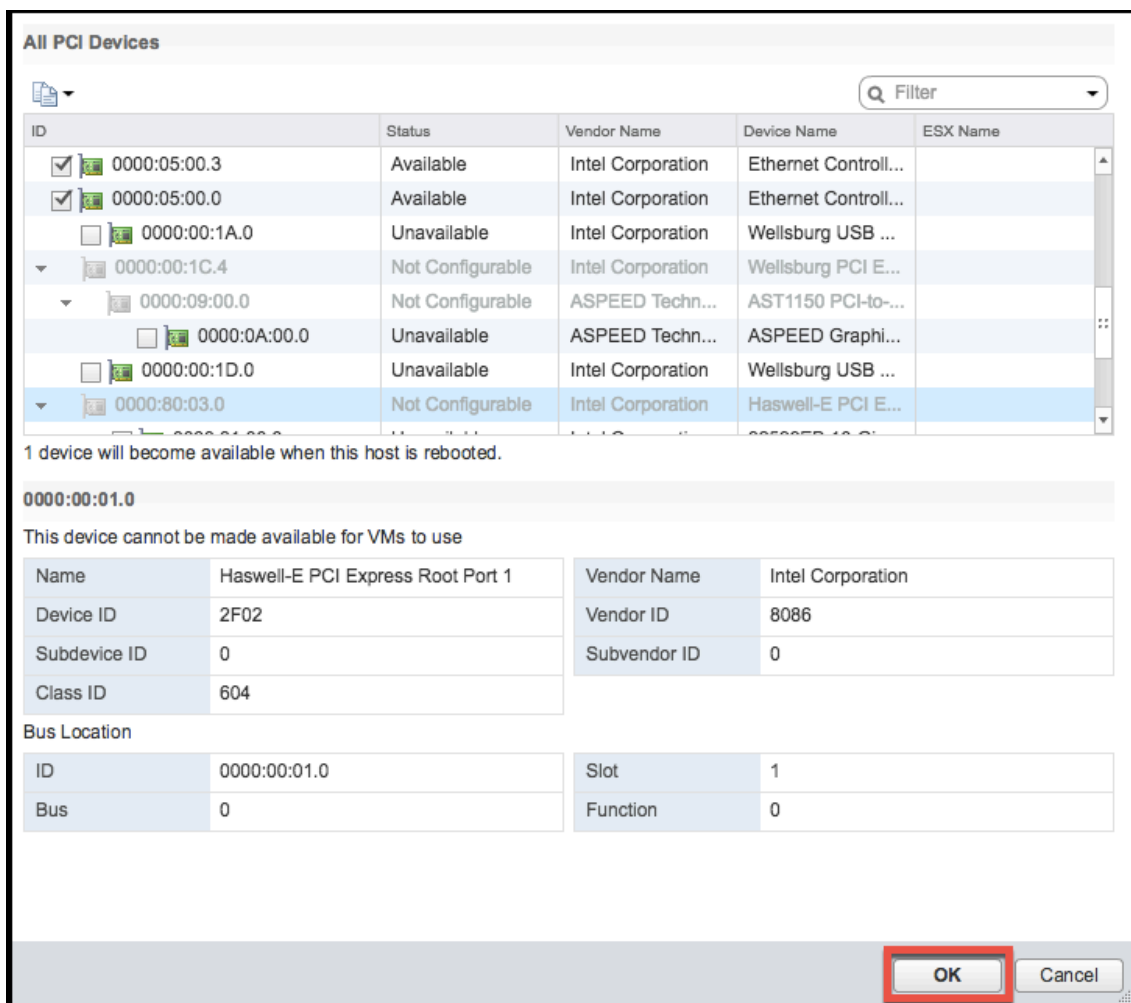 All PCI Devices
Filter
ID Status Vendor Name Device Name ESX Name
0000:05:00.3 Available Intel Corporation Ethernet Controll...
0000:05:00.0 Available Intel Corporation Ethernet Controll...
0000:00:1A.0 Unavailable Intel Corporation Wellsburg USB ...
0000:00:1C.4 Not Configurable Intel Corporation Wellsburg PCI E...
0000:09:00.0 Not Configurable ASPEED Techn... AST1150 PCI-to-...
0000:0A:00.0 Unavailable ASPEED Techn... ASPEED Graphi...
0000:00:1D.0 Unavailable Intel Corporation Wellsburg USB ...
0000:80:03.0 Not Configurable Intel Corporation Haswell-E PCI E...
1 device will become available when this host is rebooted.
0000:00:01.0
This device cannot be made available for VMs to use
Name Haswell-E PCI Express Root Port 1 Vendor Name Intel Corporation
Device ID 2F02 Vendor ID 8086
Subdevice ID 0 Subvendor ID 0
Class ID 604
Bus Location
ID 0000:00:01.0 Slot 1
Bus 0 Function 0
OK Cancel